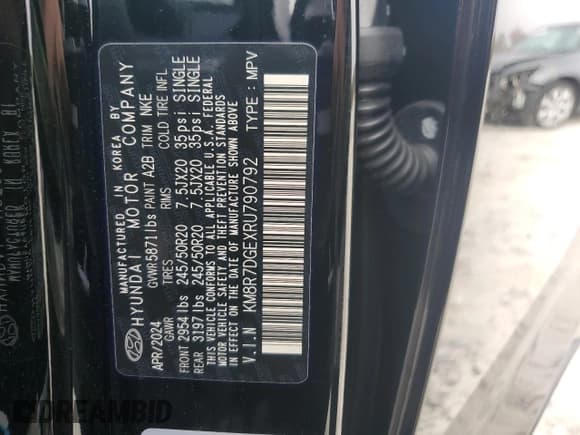 HYUNDAI
MANUFACTURED IN KOREA BY
HYUNDAI MOTOR COMPANY
APR/2024 GVWR 5871 lbs PAINT A2B TRIM NKE
GAWR TIRES RIMS COLD TIRE INFL
FRONT 2954 lbs 245/50R20 7.5JX20 35psi SINGLE
REAR 3197 lbs 245/50R20 7.5JX20 35psi SINGLE
THIS VEHICLE CONFORMS TO ALL APPLICABLE U.S.A. FEDERAL
MOTOR VEHICLE SAFETY AND THEFT PREVENTION STANDARDS
IN EFFECT ON THE DATE OF MANUFACTURE SHOWN ABOVE.
V.I.N KM8R7DGEXRU790792 TYPE : MPV
DREAMBID